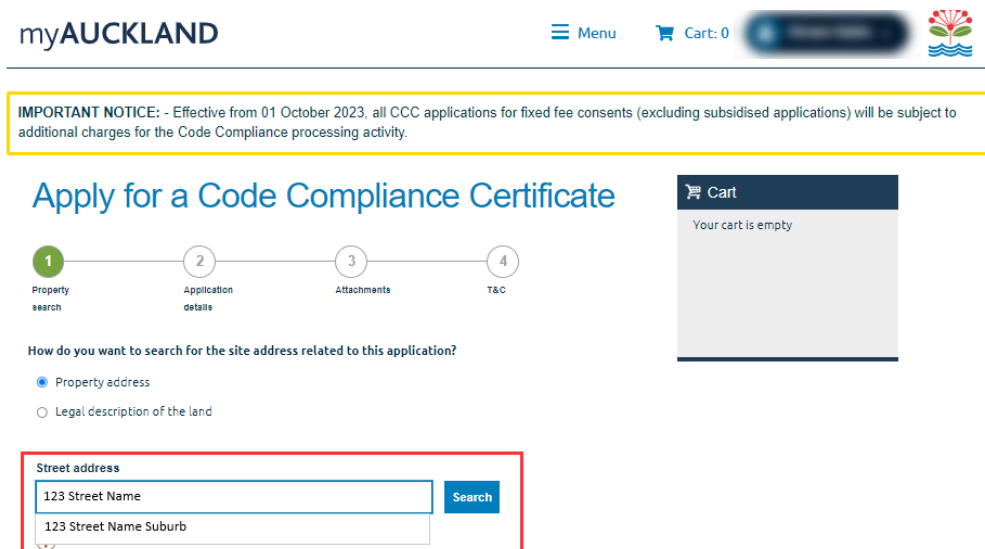 myAUCKLAND
Menu
Cart: 0
IMPORTANT NOTICE: - Effective from 01 October 2023, all CCC applications for fixed fee consents (excluding subsidised applications) will be subject to
additional charges for the Code Compliance processing activity.
Apply for a Code Compliance Certificate
1
2
3
4
Property
search
Application
details
Attachments
T&C
Cart
Your cart is empty
How do you want to search for the site address related to this application?
Property address
Legal description of the land
Street address
123 Street Name
Search
123 Street Name Suburb